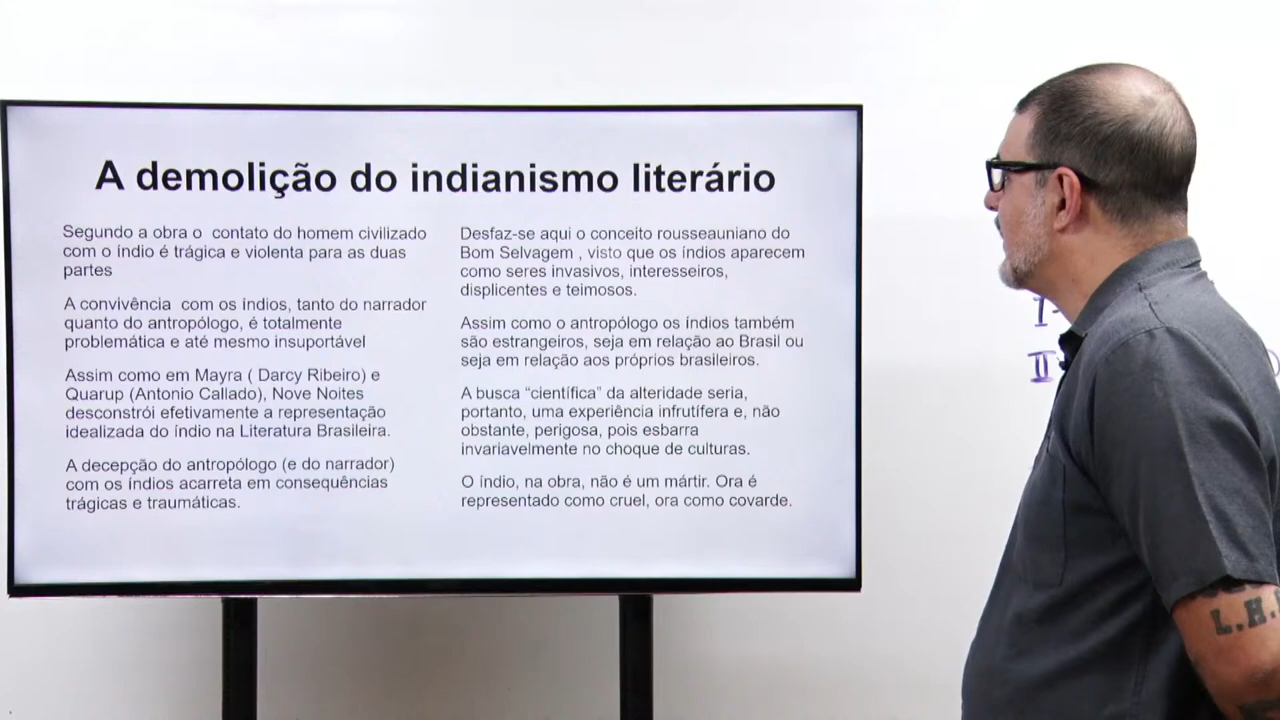 A demolição do indianismo literário
Segundo a obra o contato do homem civilizado
com o índio é trágica e violenta para as duas
partes
A convivência com os índios, tanto do narrador
quanto do antropólogo, é totalmente
problemática e até mesmo insuportável
Assim como em Mayra ( Darcy Ribeiro) e
Quarup (Antonio Callado), Nove Noites
desconstrói efetivamente a representação
idealizada do índio na Literatura Brasileira.
A decepção do antropólogo (e do narrador)
com os índios acarreta em consequências
trágicas e traumáticas.
Desfaz-se aqui o conceito rousseauniano do
Bom Selvagem , visto que os índios aparecem
como seres invasivos, interesseiros,
displicentes e teimosos.
Assim como o antropólogo os índios também
são estrangeiros, seja em relação ao Brasil ou
seja em relação aos próprios brasileiros.
A busca “científica” da alteridade seria,
portanto, uma experiência infrutífera e, não
obstante, perigosa, pois esbarra
invariavelmente no choque de culturas.
O índio, na obra, não é um mártir. Ora é
representado como cruel, ora como covarde.
I-
II
L.H.